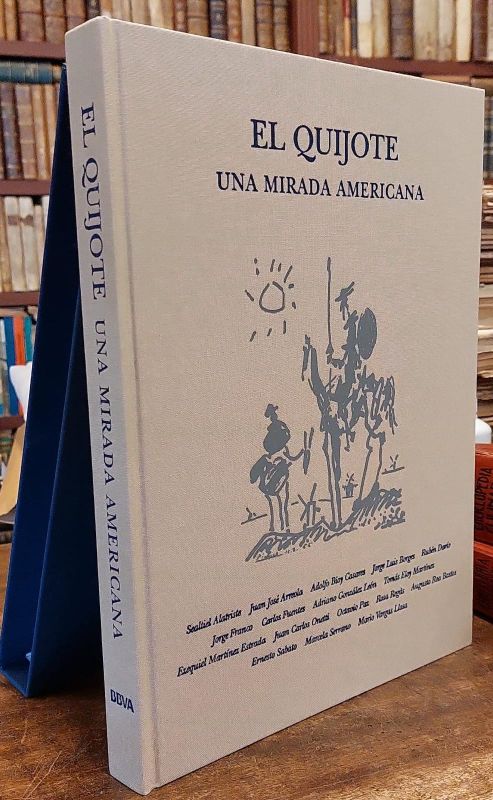 EL QUIJOTE
UNA MIRADA AMERICANA
Sealtiel Alatriste Juan José Arreola Adolfo Bioy Casares Jorge Luis Borges Rubén Darío
Jorge Franco Carlos Fuentes Adriano González León Tomás Eloy Martínez
Ezequiel Martínez Estrada Juan Carlos Onetti Octavio Paz Rosa Regàs Augusto Roa Bastos
Ernesto Sabato Marcela Serrano Mario Vargas Llosa
EL QUIJOTE UNA MIRADA AMERICANA
BBVA
ENCICLOPEDIA